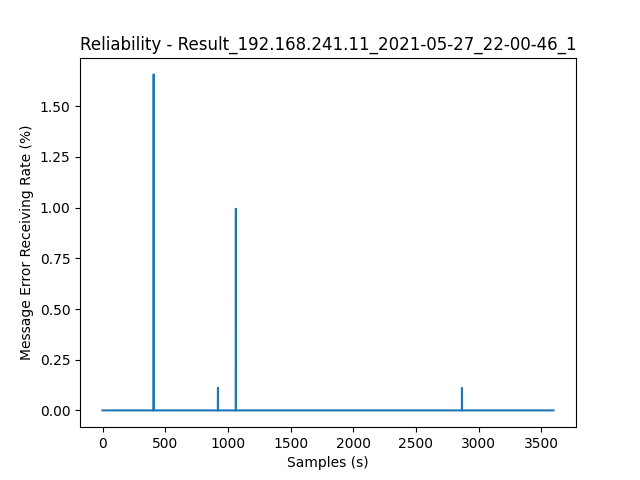 Reliability - Result_192.168.241.11_2021-05-27_22-00-46_1
Message Error Receiving Rate (%)
1.50
1.25
1.00
0.75
0.50
0.25
0.00
0 500 1000 1500 2000 2500 3000 3500
Samples (s)